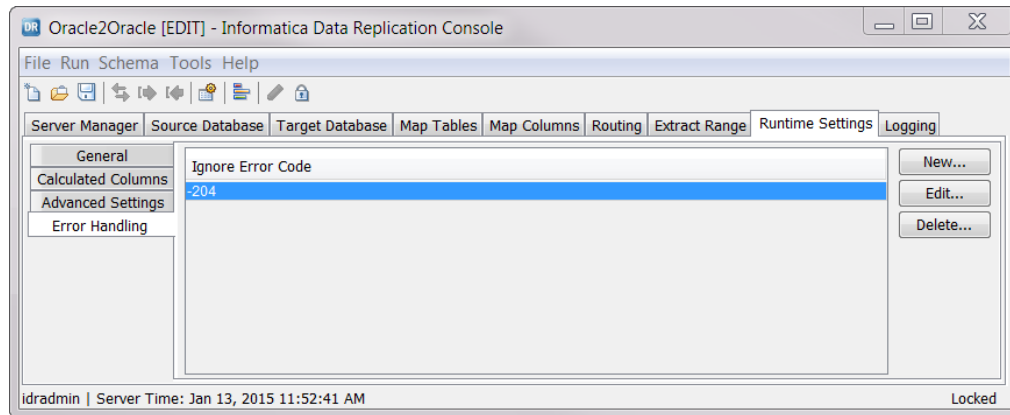 DR Oracle2Oracle [EDIT] - Informatica Data Replication Console
File Run Schema Tools Help
Server Manager Source Database Target Database Map Tables Map Columns Routing Extract Range Runtime Settings Logging
General
Calculated Columns
Advanced Settings
Error Handling
Ignore Error Code
-204
New...
Edit...
Delete...
idradmin | Server Time: Jan 13, 2015 11:52:41 AM Locked